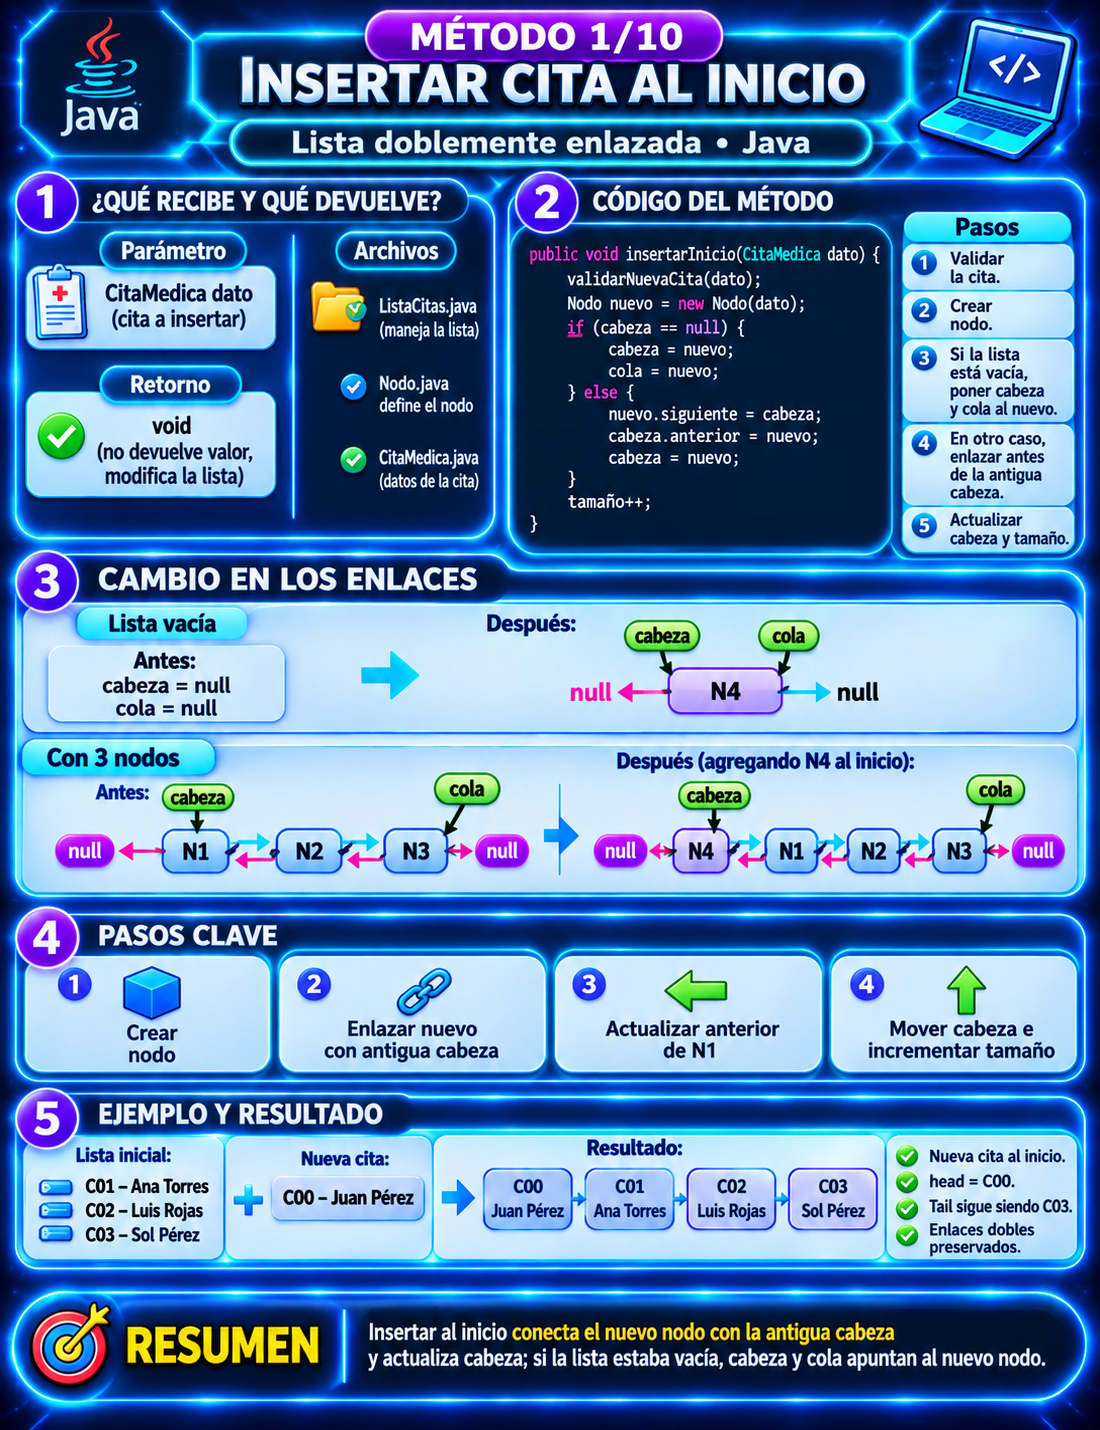 Java
MÉTODO 1/10
INSERTAR CITA AL INICIO
Lista doblemente enlazada • Java
</>
1
¿QUÉ RECIBE Y QUÉ DEVUELVE?
Parámetro
CitaMedica dato
(cita a insertar)
Retorno
void
(no devuelve valor,
modifica la lista)
Archivos
ListaCitas.java
(maneja la lista)
Nodo.java
define el nodo
CitaMedica.java
(datos de la cita)
2
CÓDIGO DEL MÉTODO
public void insertarInicio(CitaMedica dato) {
validarNuevaCita(dato);
Nodo nuevo = new Nodo(dato);
if (cabeza == null) {
cabeza = nuevo;
cola = nuevo;
} else {
nuevo.siguiente = cabeza;
cabeza.anterior = nuevo;
cabeza = nuevo;
}
tamaño++;
}
Pasos
1 Validar
la cita.
2 Crear
nodo.
3 Si la lista
está vacía,
poner cabeza
y cola al nuevo.
4 En otro caso,
enlazar antes
de la antigua
cabeza.
5 Actualizar
cabeza y tamaño.
3
CAMBIO EN LOS ENLACES
Lista vacía
Antes:
cabeza = null
cola = null
Después:
cabeza cola
null N4 null
Con 3 nodos
Antes:
cabeza cola
null N1 N2 N3 null
Después (agregando N4 al inicio):
cabeza cola
null N4 N1 N2 N3 null
4
PASOS CLAVE
1
Crear
nodo
2
Enlazar nuevo
con antigua cabeza
3
Actualizar anterior
de N1
4
Mover cabeza e
incrementar tamaño
5
EJEMPLO Y RESULTADO
Lista inicial:
C01 – Ana Torres
C02 – Luis Rojas
C03 – Sol Pérez
Nueva cita:
C00 – Juan Pérez
Resultado:
C00
Juan Pérez
C01
Ana Torres
C02
Luis Rojas
C03
Sol Pérez
Nueva cita al inicio.
head = C00.
Tail sigue siendo C03.
Enlaces dobles
preservados.
RESUMEN
Insertar al inicio conecta el nuevo nodo con la antigua cabeza
y actualiza cabeza; si la lista estaba vacía, cabeza y cola apuntan al nuevo nodo.